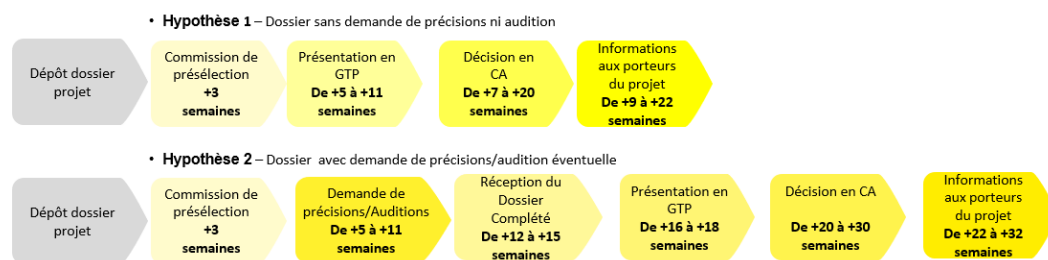 • Hypothèse 1 – Dossier sans demande de précisions ni audition
Dépôt dossier
projet
Commission de
présélection
+3
semaines
Présentation en
GTP
De +5 à +11
semaines
Décision en
CA
De +7 à +20
semaines
Informations
aux porteurs
du projet
De +9 à +22
semaines
• Hypothèse 2 – Dossier avec demande de précisions/audition éventuelle
Dépôt dossier
projet
Commission de
présélection
+3
semaines
Demande de
précisions/Auditions
De +5 à +11
semaines
Réception du
Dossier
Complété
De +12 à +15
semaines
Présentation en
GTP
De +16 à +18
semaines
Décision en CA
De +20 à +30
semaines
Informations
aux porteurs
du projet
De +22 à +32
semaines